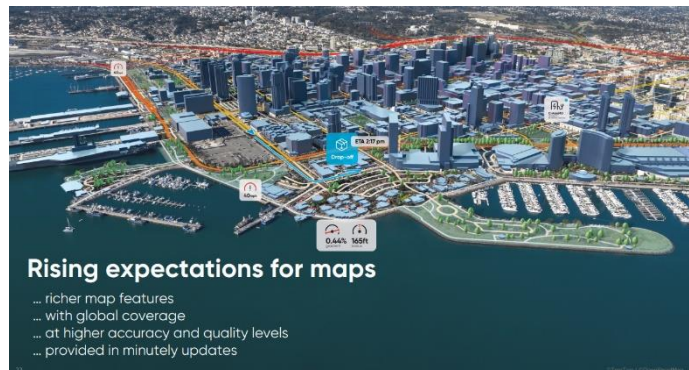 ETA 2:17 pm
Drop-off
0.44% 165ft
Rising expectations for maps
... richer map features
... with global coverage
... at higher accuracy and quality levels
... provided in minutely updates